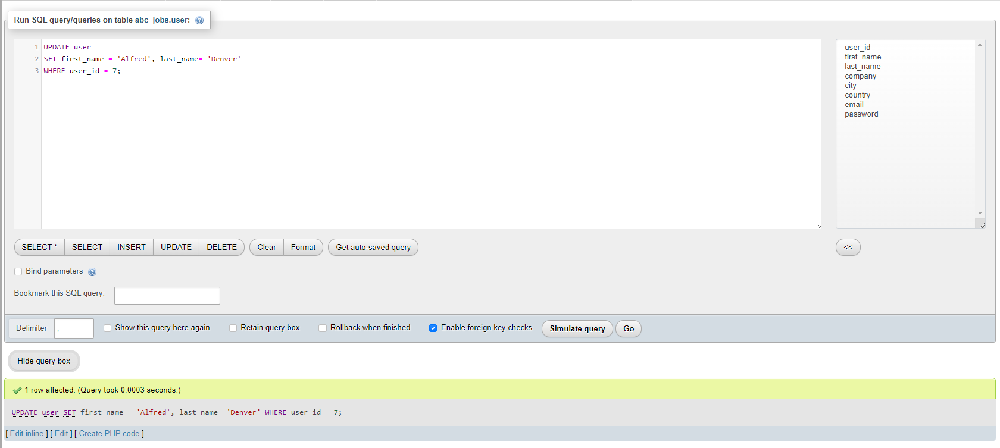 Run SQL query/queries on table abc_jobs.user:
1 UPDATE user
2 SET first_name = 'Alfred', last_name= 'Denver'
3 WHERE user_id = 7;
user_id
first_name
last_name
company
city
country
email
password
SELECT * SELECT INSERT UPDATE DELETE Clear Format Get auto-saved query <<
Bind parameters
Bookmark this SQL query:
Delimiter ; Show this query here again Retain query box Rollback when finished Enable foreign key checks Simulate query Go
Hide query box
1 row affected. (Query took 0.0003 seconds.)
UPDATE user SET first_name = 'Alfred', last_name= 'Denver' WHERE user_id = 7;
[ Edit inline ] [ Edit ] [ Create PHP code ]